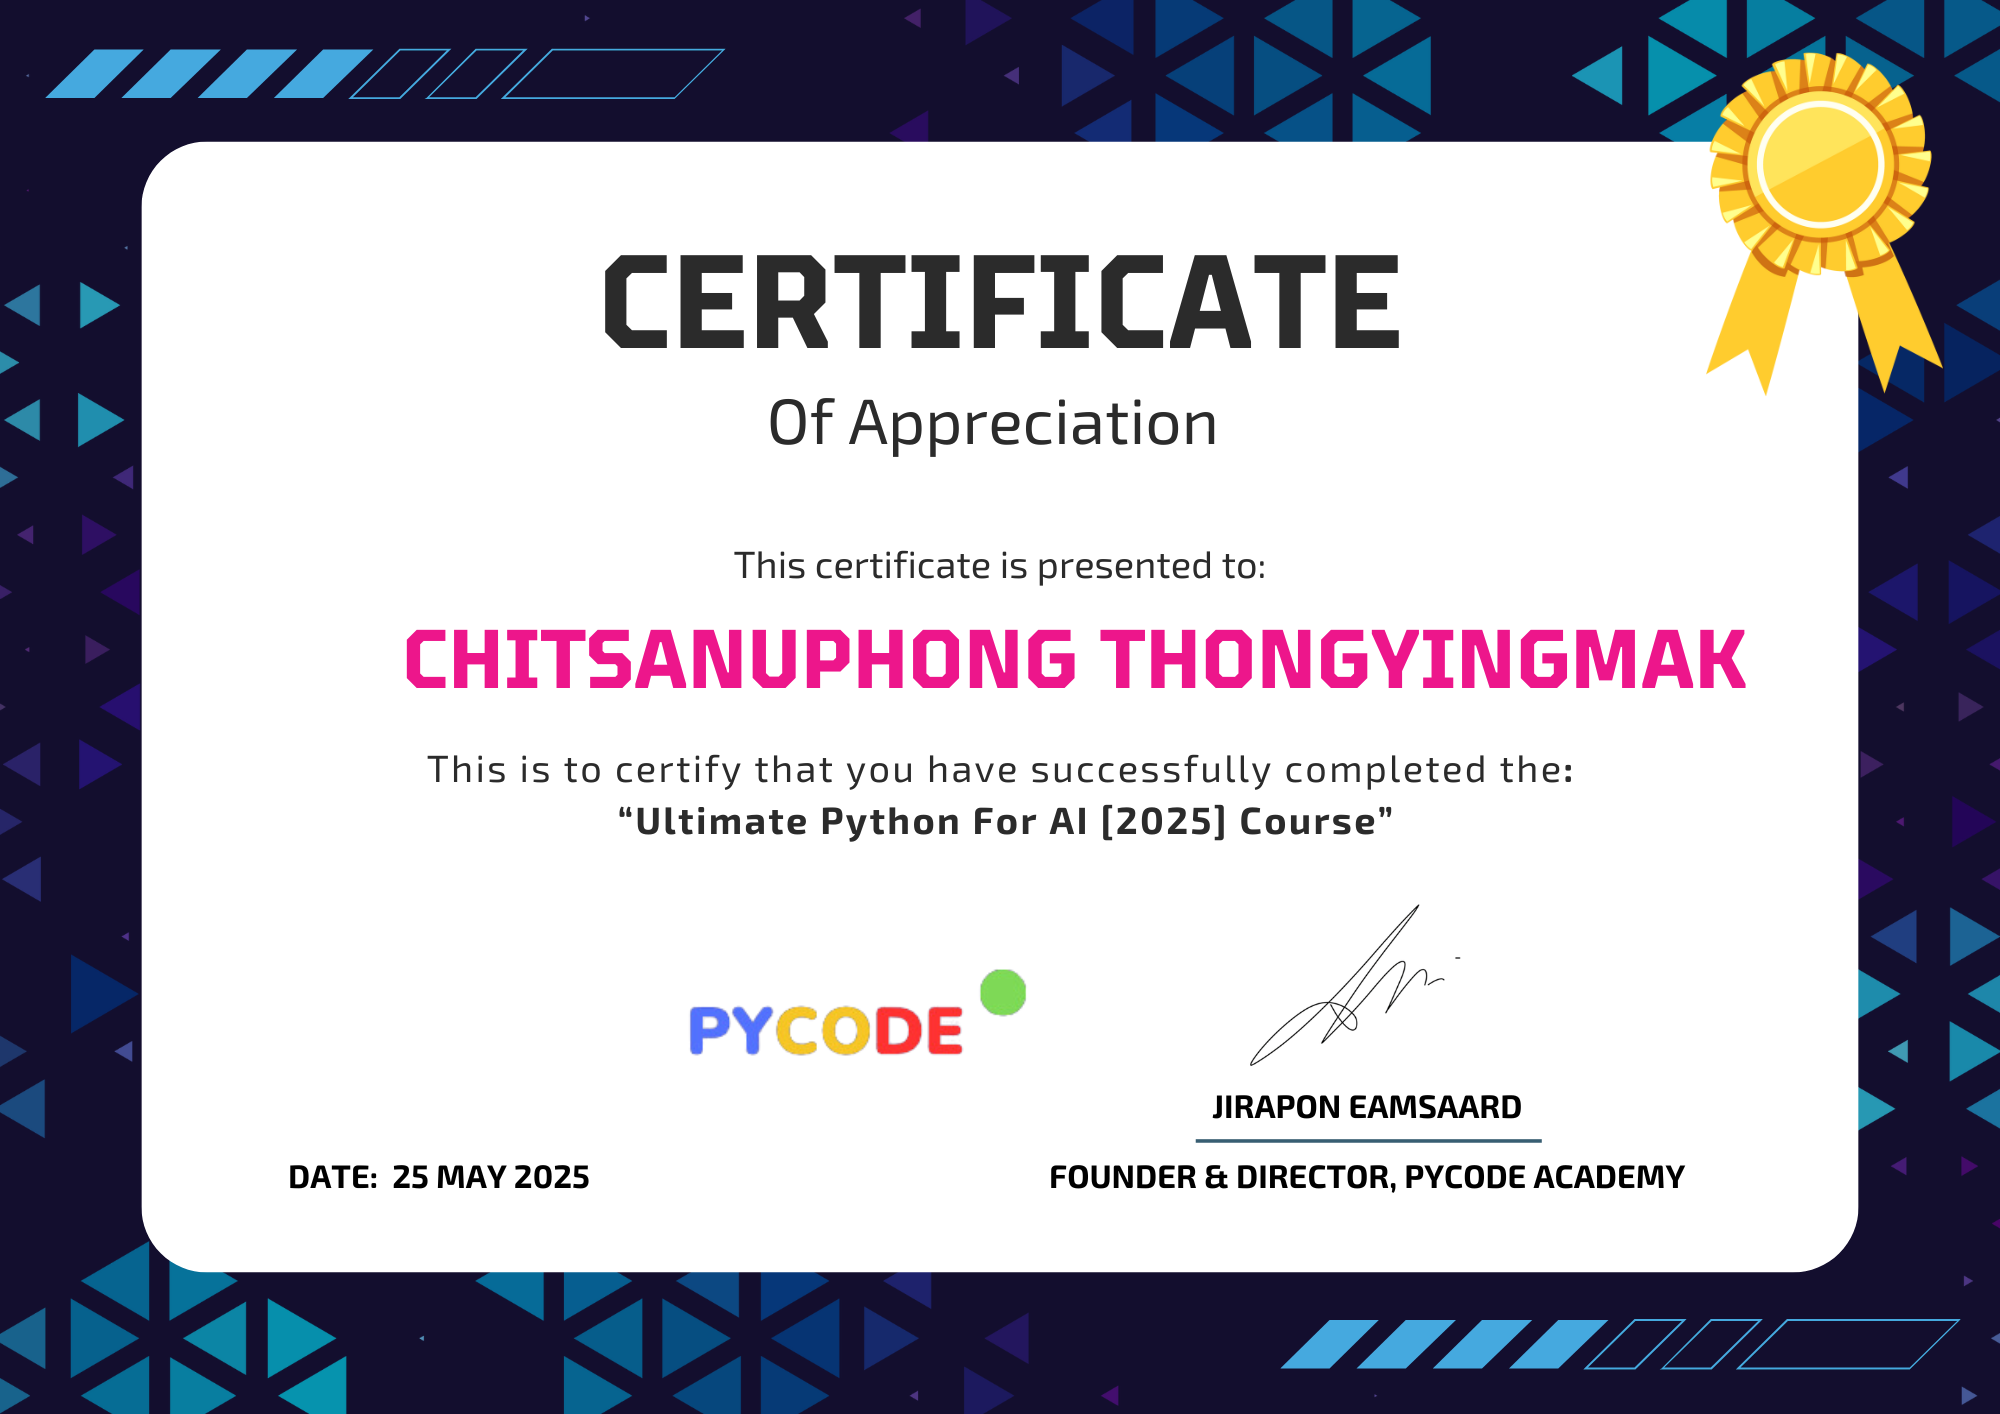 CERTIFICATE
Of Appreciation
This certificate is presented to:
CHITSANUPHONG THONGYINGMAK
This is to certify that you have successfully completed the:
“Ultimate Python For AI [2025] Course”
PYCODE
JIRAPON EAMSAARD
DATE: 25 MAY 2025
FOUNDER & DIRECTOR, PYCODE ACADEMY